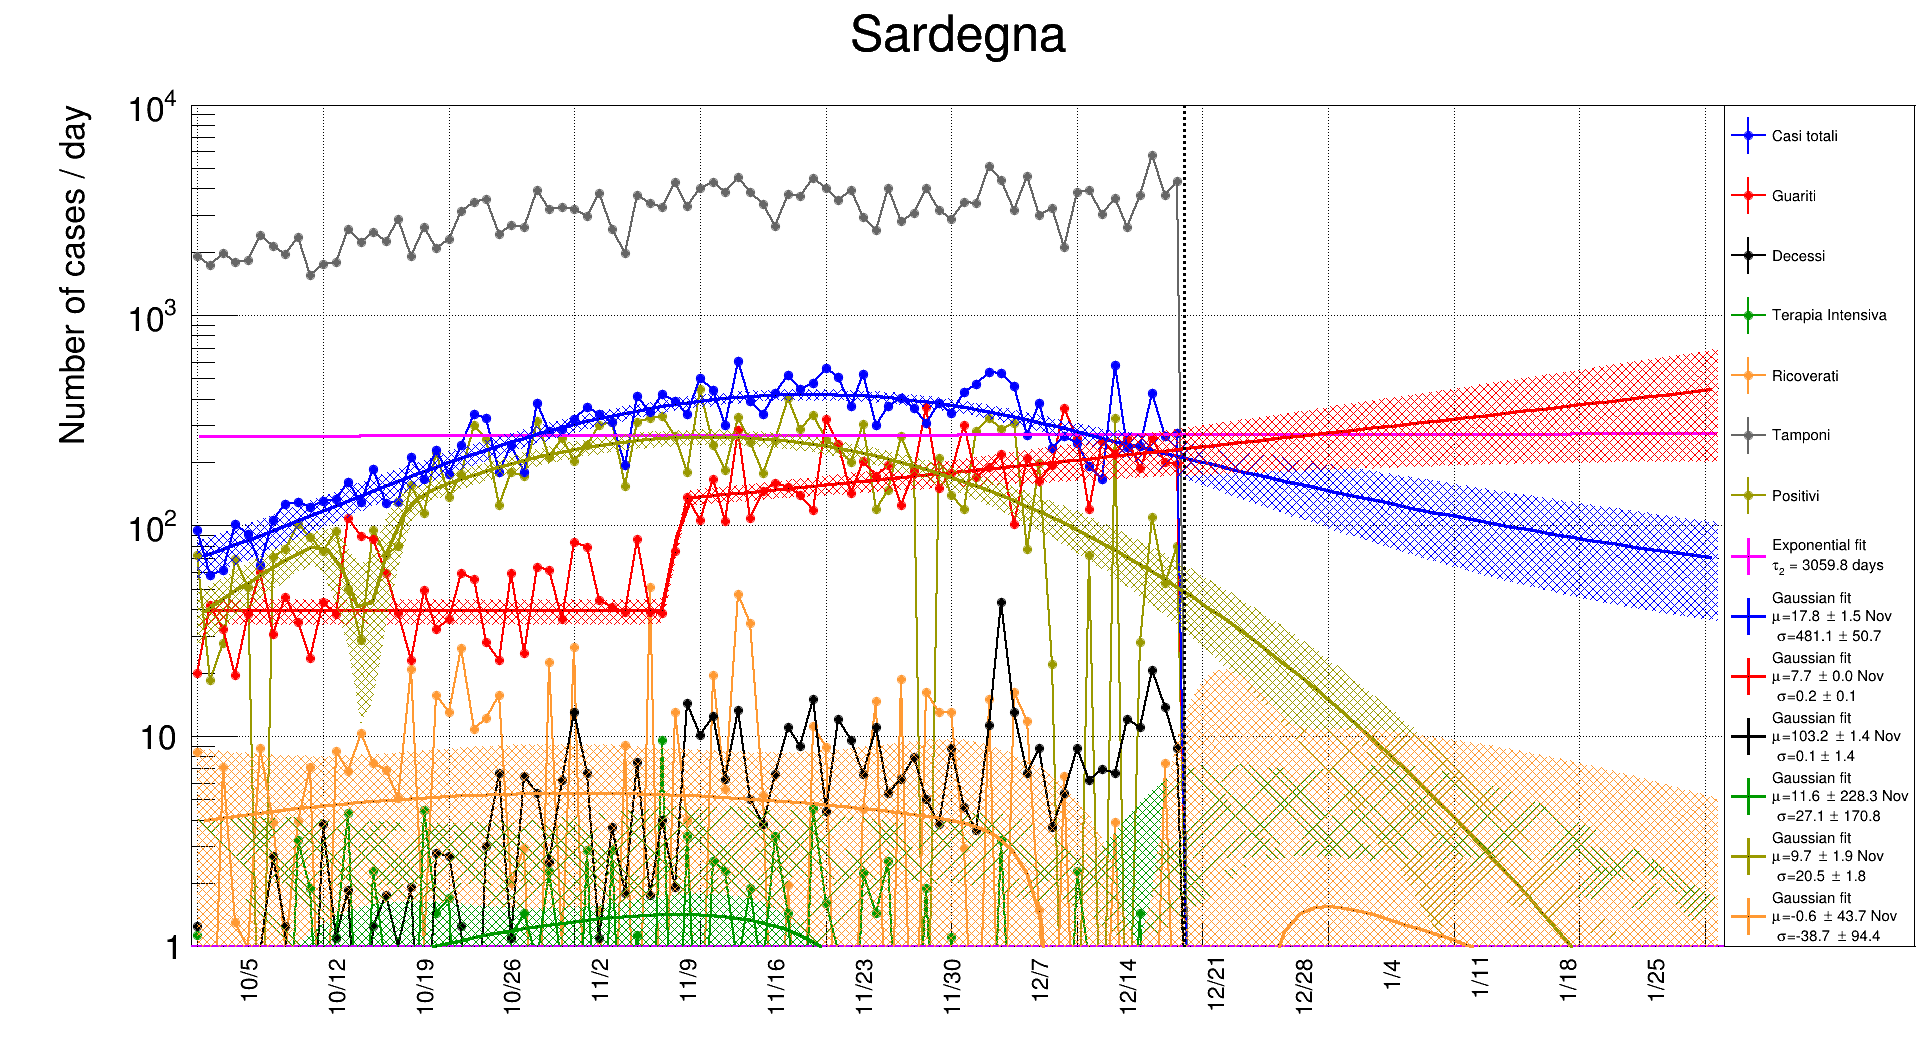 Sardegna
Number of cases / day
10^4
10^3
10^2
10
1
10/5
10/12
10/19
10/26
11/2
11/9
11/16
11/23
11/30
12/7
12/14
12/21
12/28
1/4
1/11
1/18
1/25
Casi totali
Guariti
Decessi
Terapia Intensiva
Ricoverati
Tamponi
Positivi
Exponential fit
τ2 = 3059.8 days
Gaussian fit
μ=17.8 ± 1.5 Nov
σ=481.1 ± 50.7
Gaussian fit
μ=7.7 ± 0.0 Nov
σ=0.2 ± 0.1
Gaussian fit
μ=103.2 ± 1.4 Nov
σ=0.1 ± 1.4
Gaussian fit
μ=11.6 ± 228.3 Nov
σ=27.1 ± 170.8
Gaussian fit
μ=9.7 ± 1.9 Nov
σ=20.5 ± 1.8
Gaussian fit
μ=-0.6 ± 43.7 Nov
σ=-38.7 ± 94.4